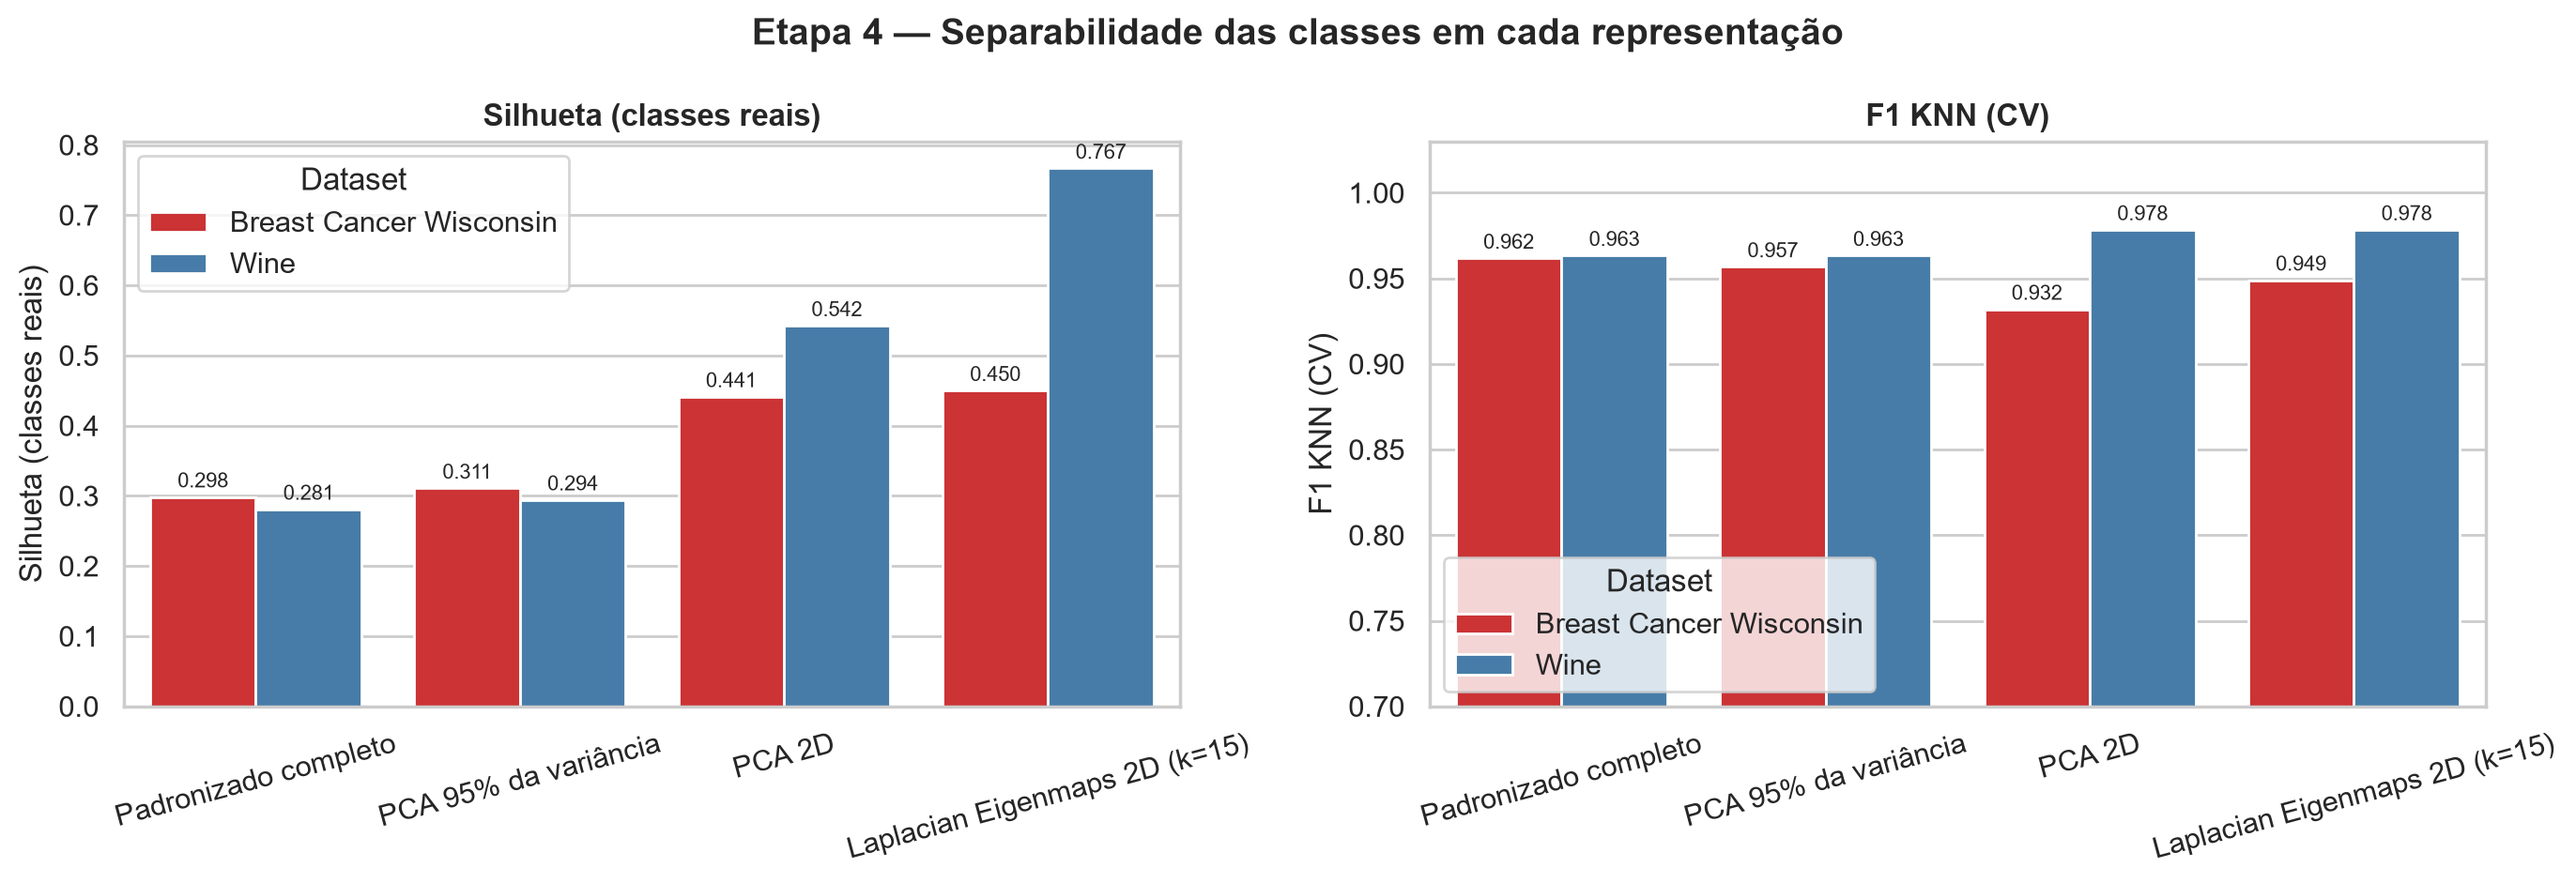 Etapa 4 — Separabilidade das classes em cada representação
Silhueta (classes reais)
Silhueta (classes reais)
0.8
0.7
0.6
0.5
0.4
0.3
0.2
0.1
0.0
Dataset
Breast Cancer Wisconsin
Wine
0.298
0.281
0.311
0.294
0.441
0.542
0.450
0.767
Padronizado completo
PCA 95% da variância
PCA 2D
Laplacian Eigenmaps 2D (k=15)
F1 KNN (CV)
F1 KNN (CV)
1.00
0.95
0.90
0.85
0.80
0.75
0.70
0.962
0.963
0.957
0.963
0.932
0.978
0.949
0.978
Dataset
Breast Cancer Wisconsin
Wine
Padronizado completo
PCA 95% da variância
PCA 2D
Laplacian Eigenmaps 2D (k=15)